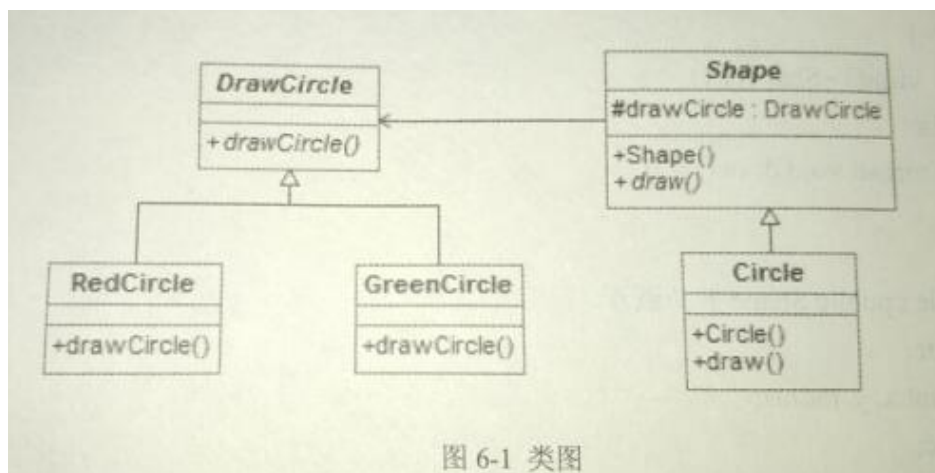 DrawCircle
+drawCircle()
Shape
#drawCircle : DrawCircle
+Shape()
+draw()
RedCircle
+drawCircle()
GreenCircle
+drawCircle()
Circle
+Circle()
+draw()
图 6-1 类图